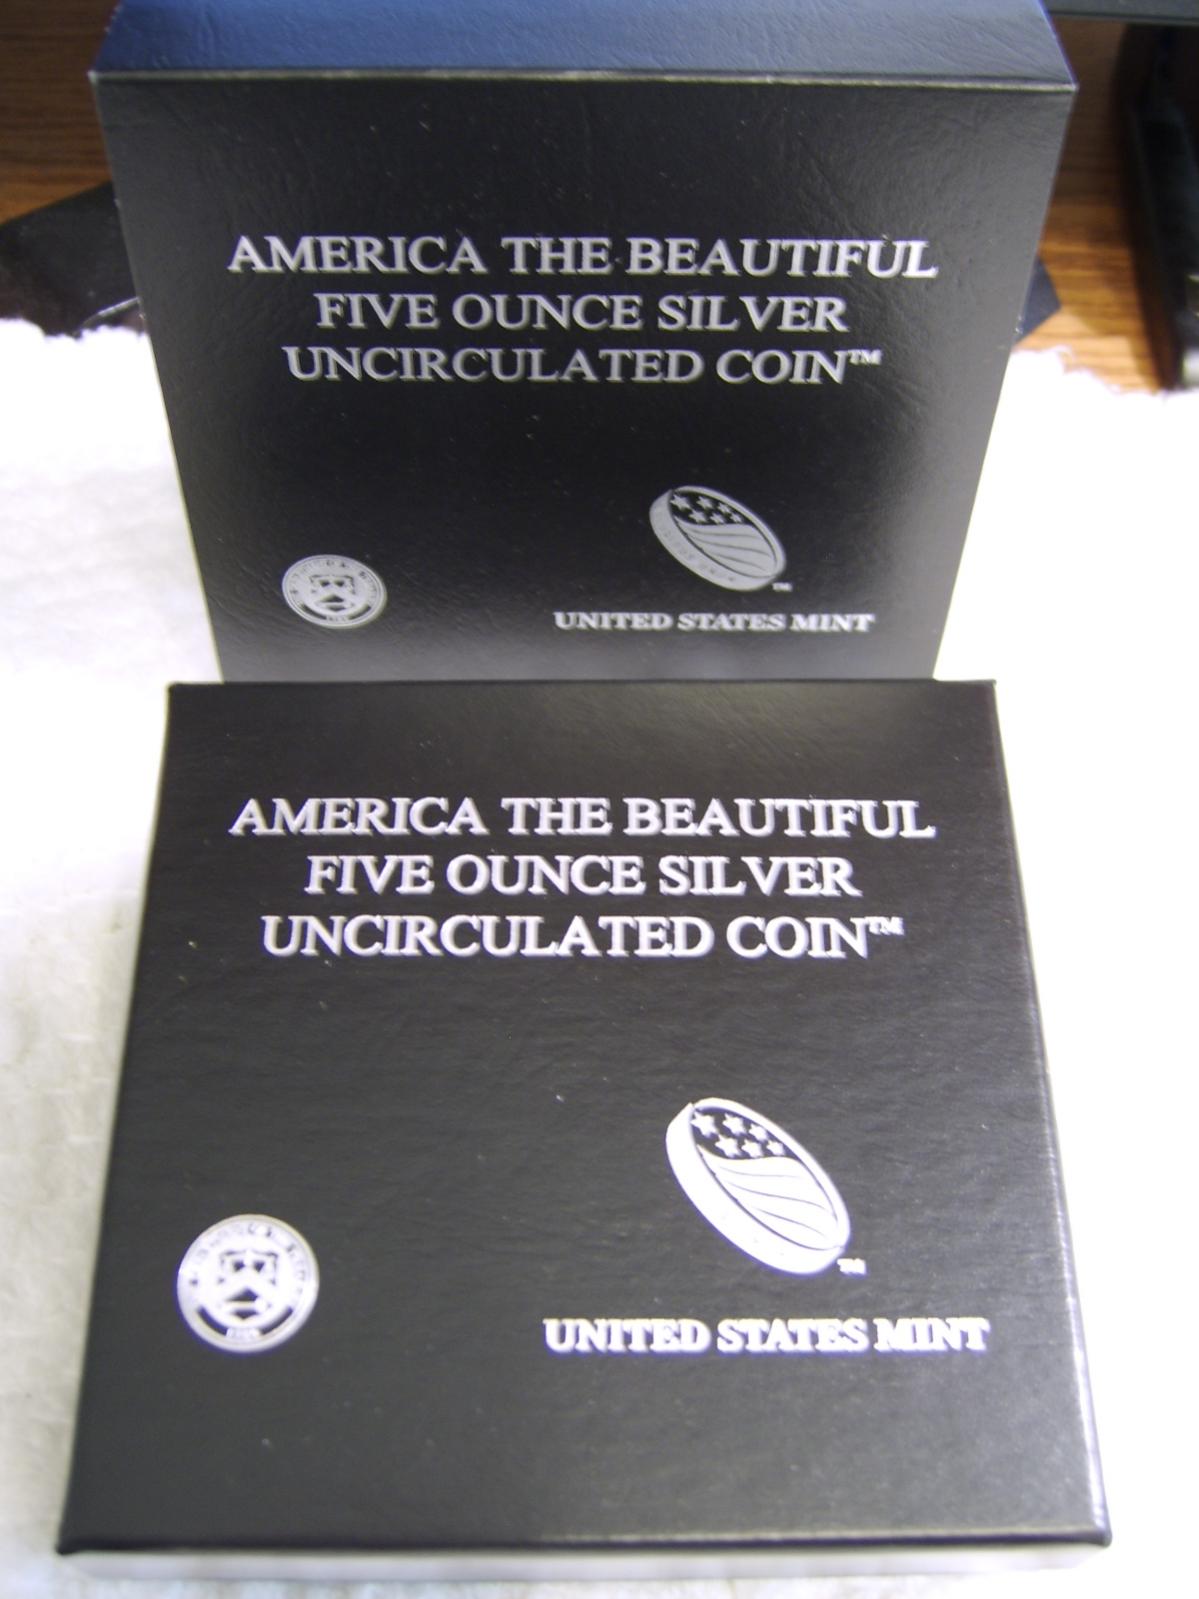 AMERICA THE BEAUTIFUL
FIVE OUNCE SILVER
UNCIRCULATED COIN™
TM
UNITED STATES MINT
AMERICA THE BEAUTIFUL
FIVE OUNCE SILVER
UNCIRCULATED COIN™
TM
UNITED STATES MINT